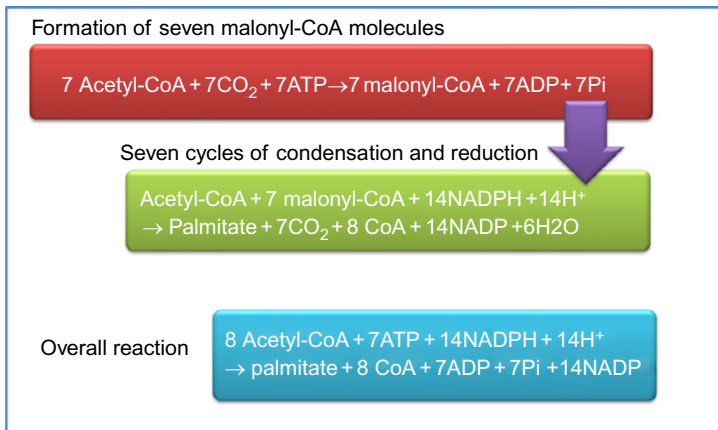 Formation of seven malonyl-CoA molecules
7 Acetyl-CoA + 7CO₂ + 7ATP→7 malonyl-CoA + 7ADP+ 7Pi
Seven cycles of condensation and reduction
Acetyl-CoA + 7 malonyl-CoA + 14NADPH +14H⁺
→ Palmitate + 7CO₂ + 8 CoA + 14NADP +6H2O
Overall reaction
8 Acetyl-CoA + 7ATP + 14NADPH + 14H⁺
→ palmitate + 8 CoA + 7ADP + 7Pi +14NADP